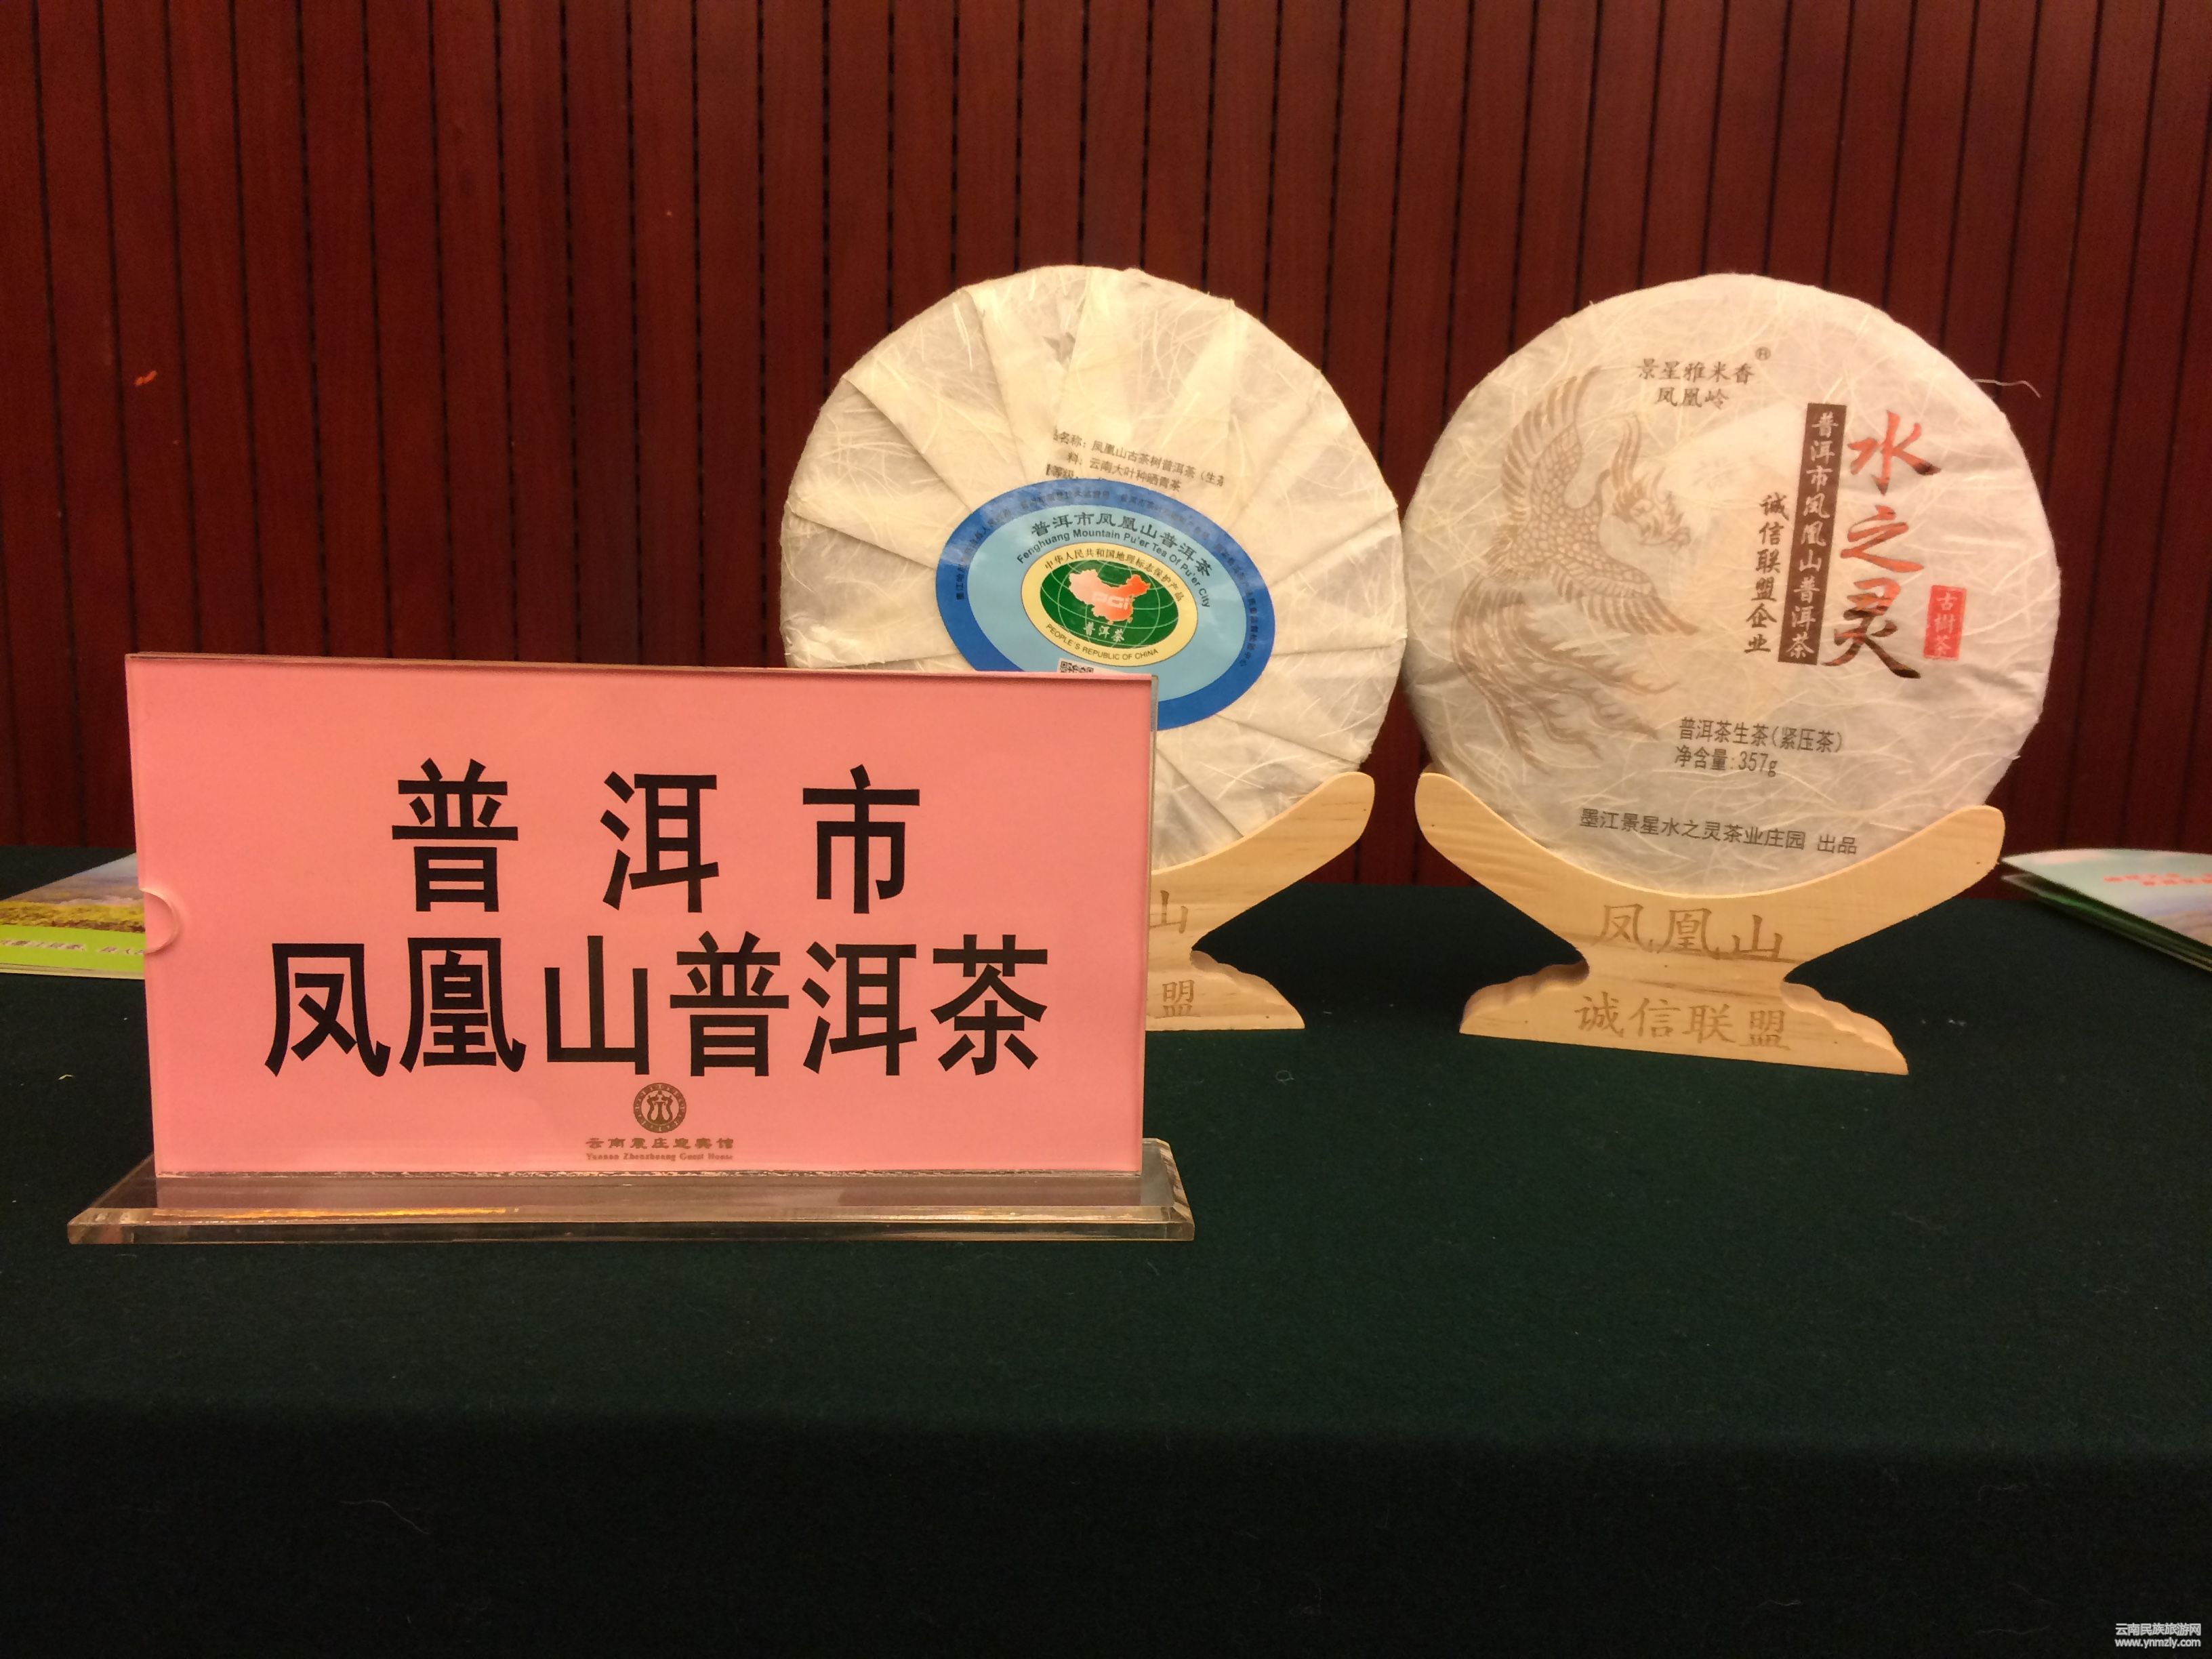 普洱市
凤凰山普洱茶
云南震庄迎宾馆
Yunnan Zhenzhuang Guest House
名称：凤凰山古茶树普洱茶（生茶
料：云南大叶种晒青茶
等级
普洱市凤凰山普洱茶
Fenghuang Mountain Pu'er Tea Of Pu'er City
中华人民共和国地理标志保护产品
PGI
普洱茶
PEOPLE'S REPUBLIC OF CHINA
山
盟
景星雅米香®
凤凰岭
水之灵
普洱市凤凰山普洱茶
诚信联盟企业
古树茶
普洱茶生茶（紧压茶）
净含量：357g
墨江景星水之灵茶业庄园 出品
凤凰山
诚信联盟
云南民族旅游网
www.ynmzly.com